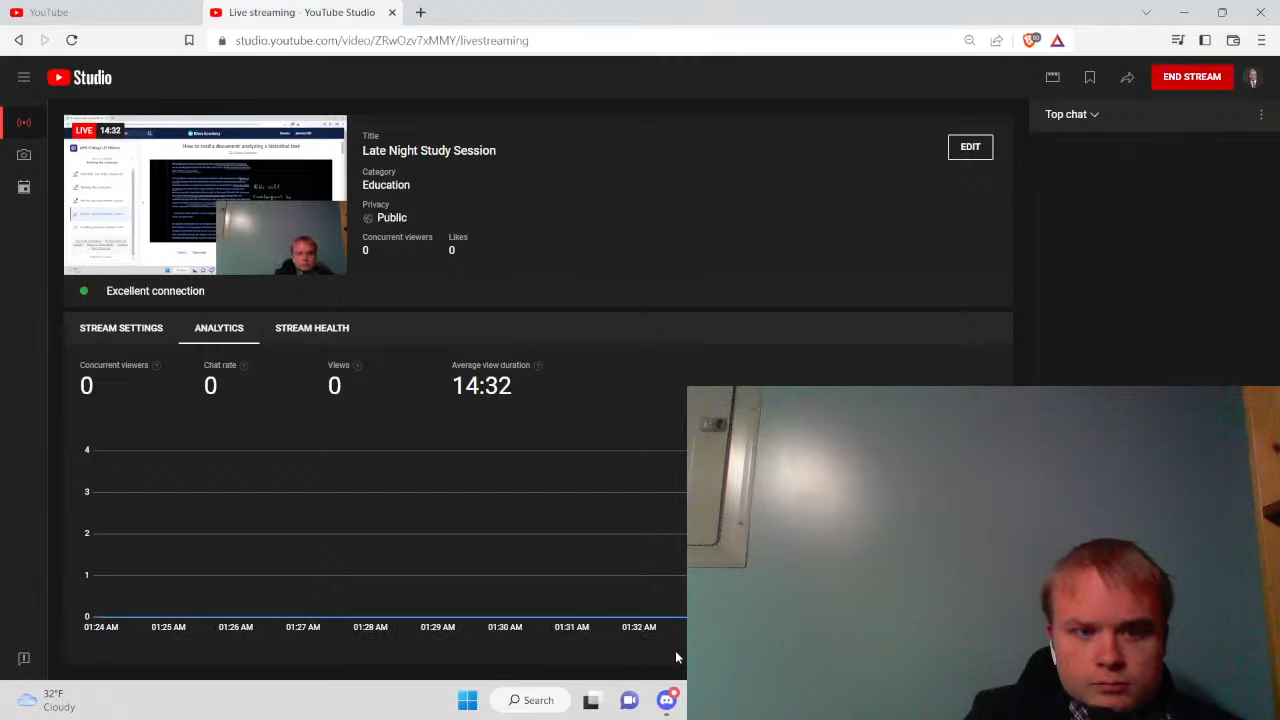 YouTube
Live streaming - YouTube Studio
studio.youtube.com/video/ZRwOzv7xMMY/livestreaming
80
Studio
END STREAM
LIVE 14:32
Khan Academy
How to read a document analyzing a historical text
Title
Late Night Study Session
EDIT
Category
Education
Privacy
Public
Concurrent viewers Likes
0 0
Top chat
Excellent connection
STREAM SETTINGS ANALYTICS STREAM HEALTH
Concurrent viewers Chat rate Views Average view duration
0 0 0 14:32
4
3
2
1
0
01:24 AM 01:25 AM 01:26 AM 01:27 AM 01:28 AM 01:29 AM 01:30 AM 01:31 AM 01:32 AM
32°F
Cloudy
Search